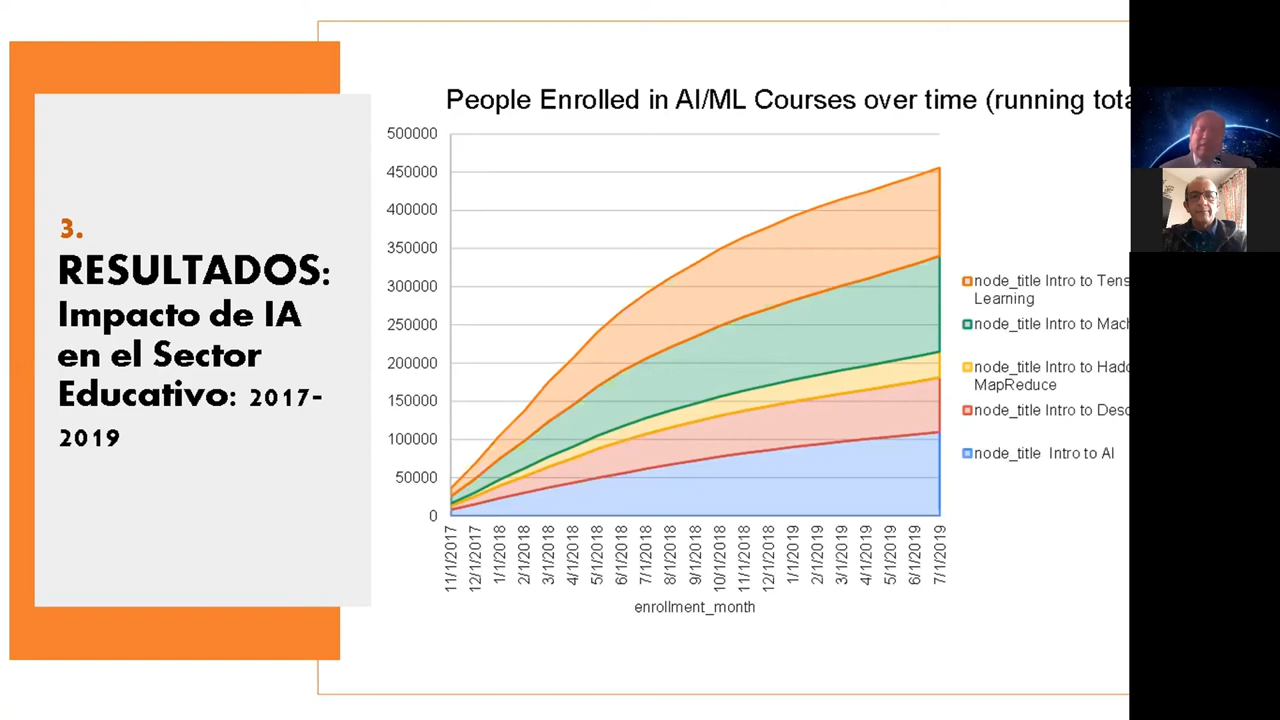 3.
RESULTADOS:
Impacto de IA
en el Sector
Educativo: 2017-
2019
People Enrolled in AI/ML Courses over time (running
500000
450000
400000
350000
300000
250000
200000
150000
100000
50000
0
11/1/2017
12/1/2017
1/1/2018
2/1/2018
3/1/2018
4/1/2018
5/1/2018
6/1/2018
7/1/2018
8/1/2018
9/1/2018
10/1/2018
11/1/2018
12/1/2018
1/1/2019
2/1/2019
3/1/2019
4/1/2019
5/1/2019
6/1/2019
7/1/2019
enrollment_month
node_title Intro to
Learning
node_title Intro to
node_title Intro to
MapReduce
node_title Intro to
node_title Intro to AI